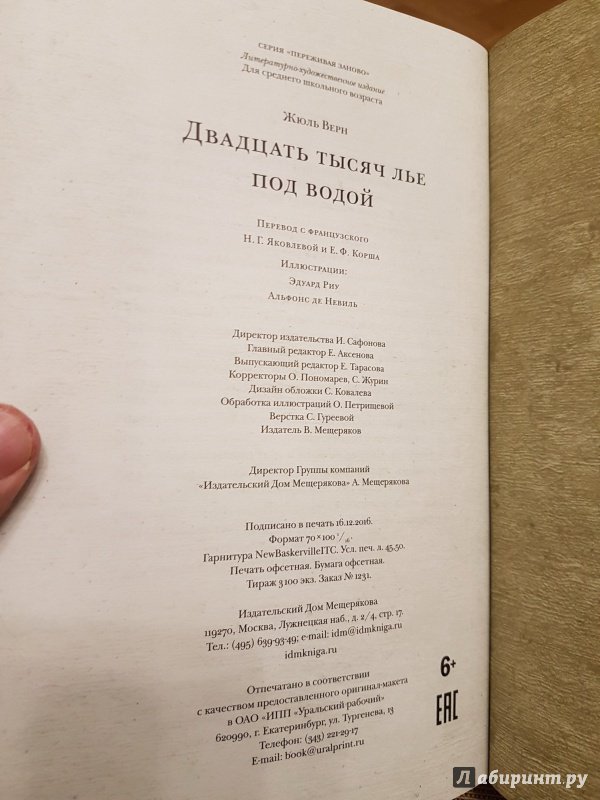 СЕРИЯ «ПЕРЕЖИВАЯ ЗАНОВО»
Литературно-художественное издание
Для среднего школьного возраста
Жюль Верн
Двадцать тысяч лье
под водой
Перевод с французского
Н. Г. Яковлевой и Е. Ф. Корша
Иллюстрации:
Эдуард Риу
Альфонс де Невиль
Директор издательства И. Сафонова
Главный редактор Е. Аксенова
Выпускающий редактор Е. Тарасова
Корректоры О. Пономарев, С. Журин
Дизайн обложки С. Ковалева
Обработка иллюстраций О. Петрищевой
Верстка С. Гуреевой
Издатель В. Мещеряков
Директор Группы компаний
«Издательский Дом Мещерякова» А. Мещерякова
Подписано в печать 16.12.2016.
Формат 70×100 1/16.
Гарнитура NewBaskervilleITC. Усл. печ. л. 45,50.
Печать офсетная. Бумага офсетная.
Тираж 3100 экз. Заказ № 1231.
Издательский Дом Мещерякова
119270, Москва, Лужнецкая наб., д. 2/4, стр. 17.
Тел.: (495) 639-93-49; e-mail: idm@idmkniga.ru
idmkniga.ru
Отпечатано в соответствии
с качеством предоставленного оригинал-макета
в ОАО «ИПП «Уральский рабочий»
620990, г. Екатеринбург, ул. Тургенева, 13
Телефон: (343) 221-29-17
E-mail: book@uralprint.ru
6+
ЕАС
Лабиринт.ру